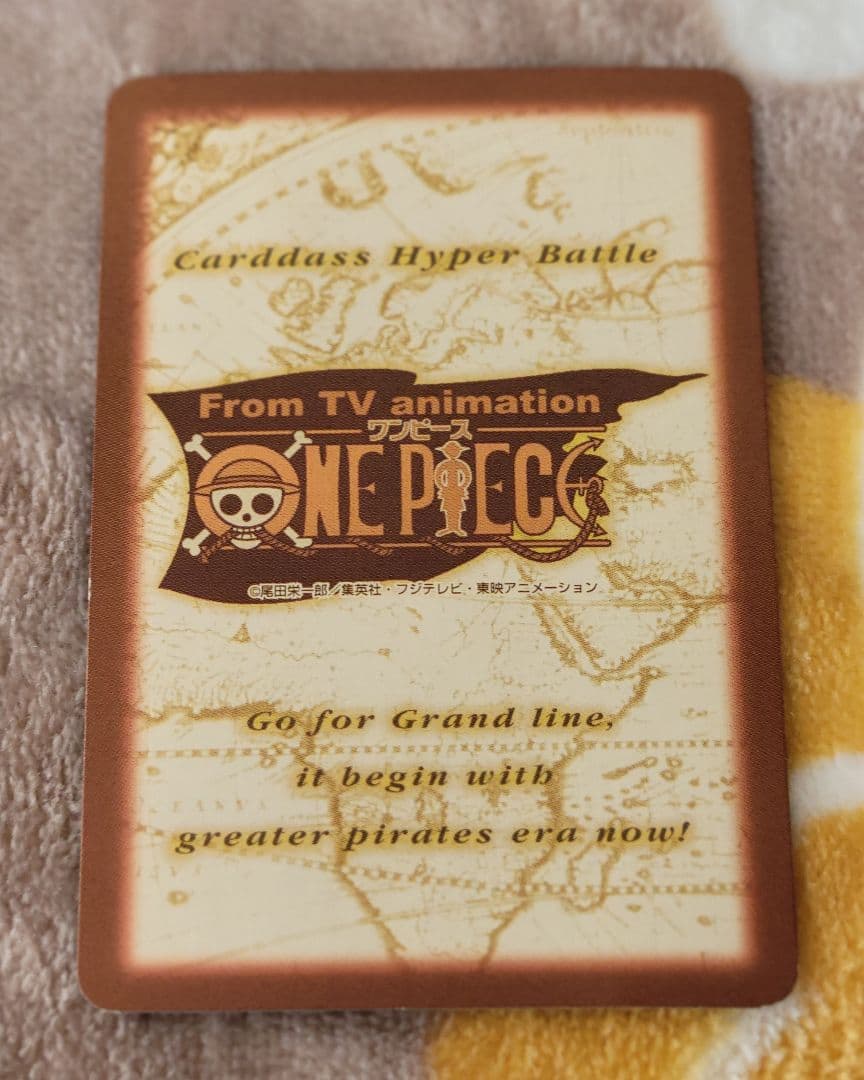 Carddass Hyper Battle
From TV animation
ワンピース
ONE PIECE
©尾田栄一郎／集英社・フジテレビ・東映アニメーション
Go for Grand line,
it begin with
greater pirates era now!